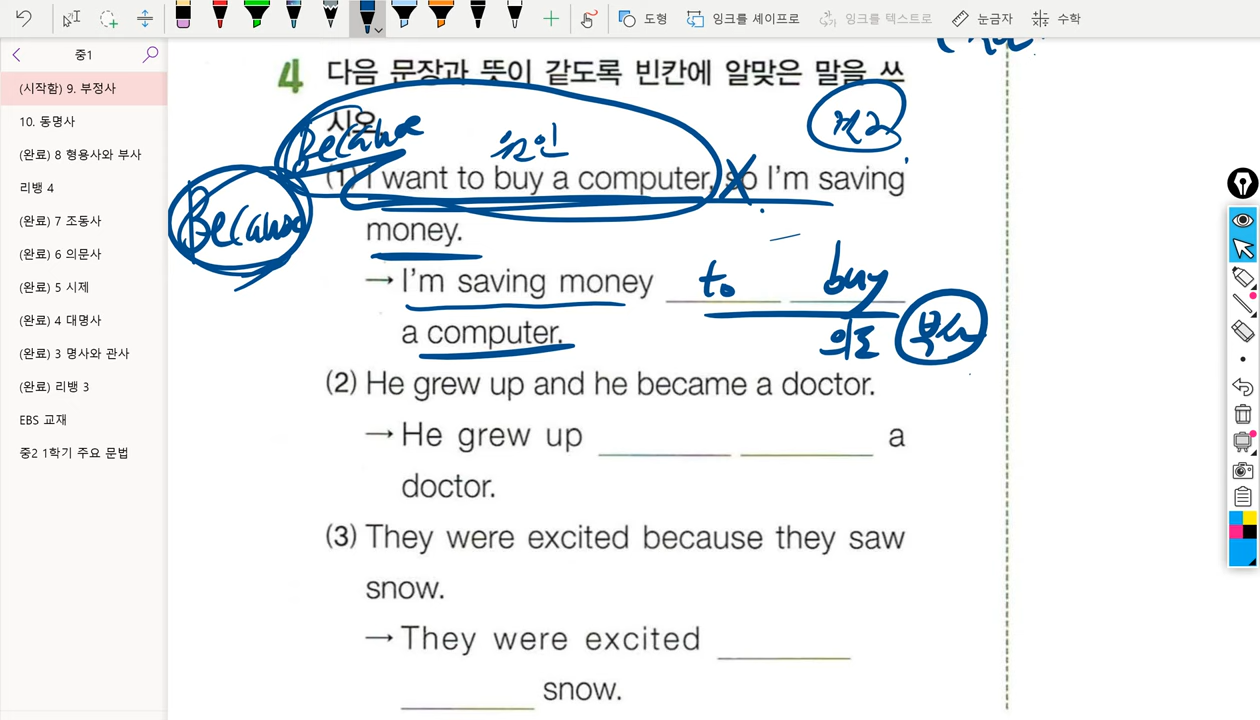 도형
잉크를 셰이프로
잉크를 텍스트로
눈금자
수학
중1
(시작함) 9. 부정사
10. 동명사
(완료) 8 형용사와 부사
리뱅 4
(완료) 7 조동사
(완료) 6 의문사
(완료) 5 시제
(완료) 4 대명사
(완료) 3 명사와 관사
(완료) 리뱅 3
EBS 교재
중2 1학기 주요 문법
4 다음 문장과 뜻이 같도록 빈칸에 알맞은 말을 쓰
시오.
Because 원인 결과
(1) I want to buy a computer, so I'm saving
Because
money.
→ I'm saving money to buy
a computer. 의도 부사
(2) He grew up and he became a doctor.
→ He grew up a
doctor.
(3) They were excited because they saw
snow.
→ They were excited
snow.